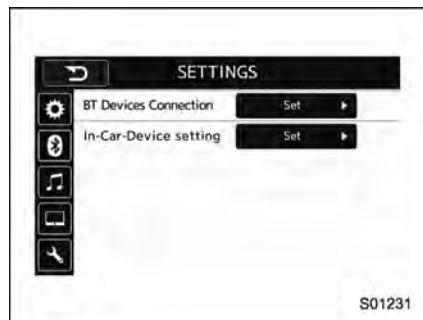 SETTINGS
BT Devices Connection Set
In-Car-Device setting Set
S01231